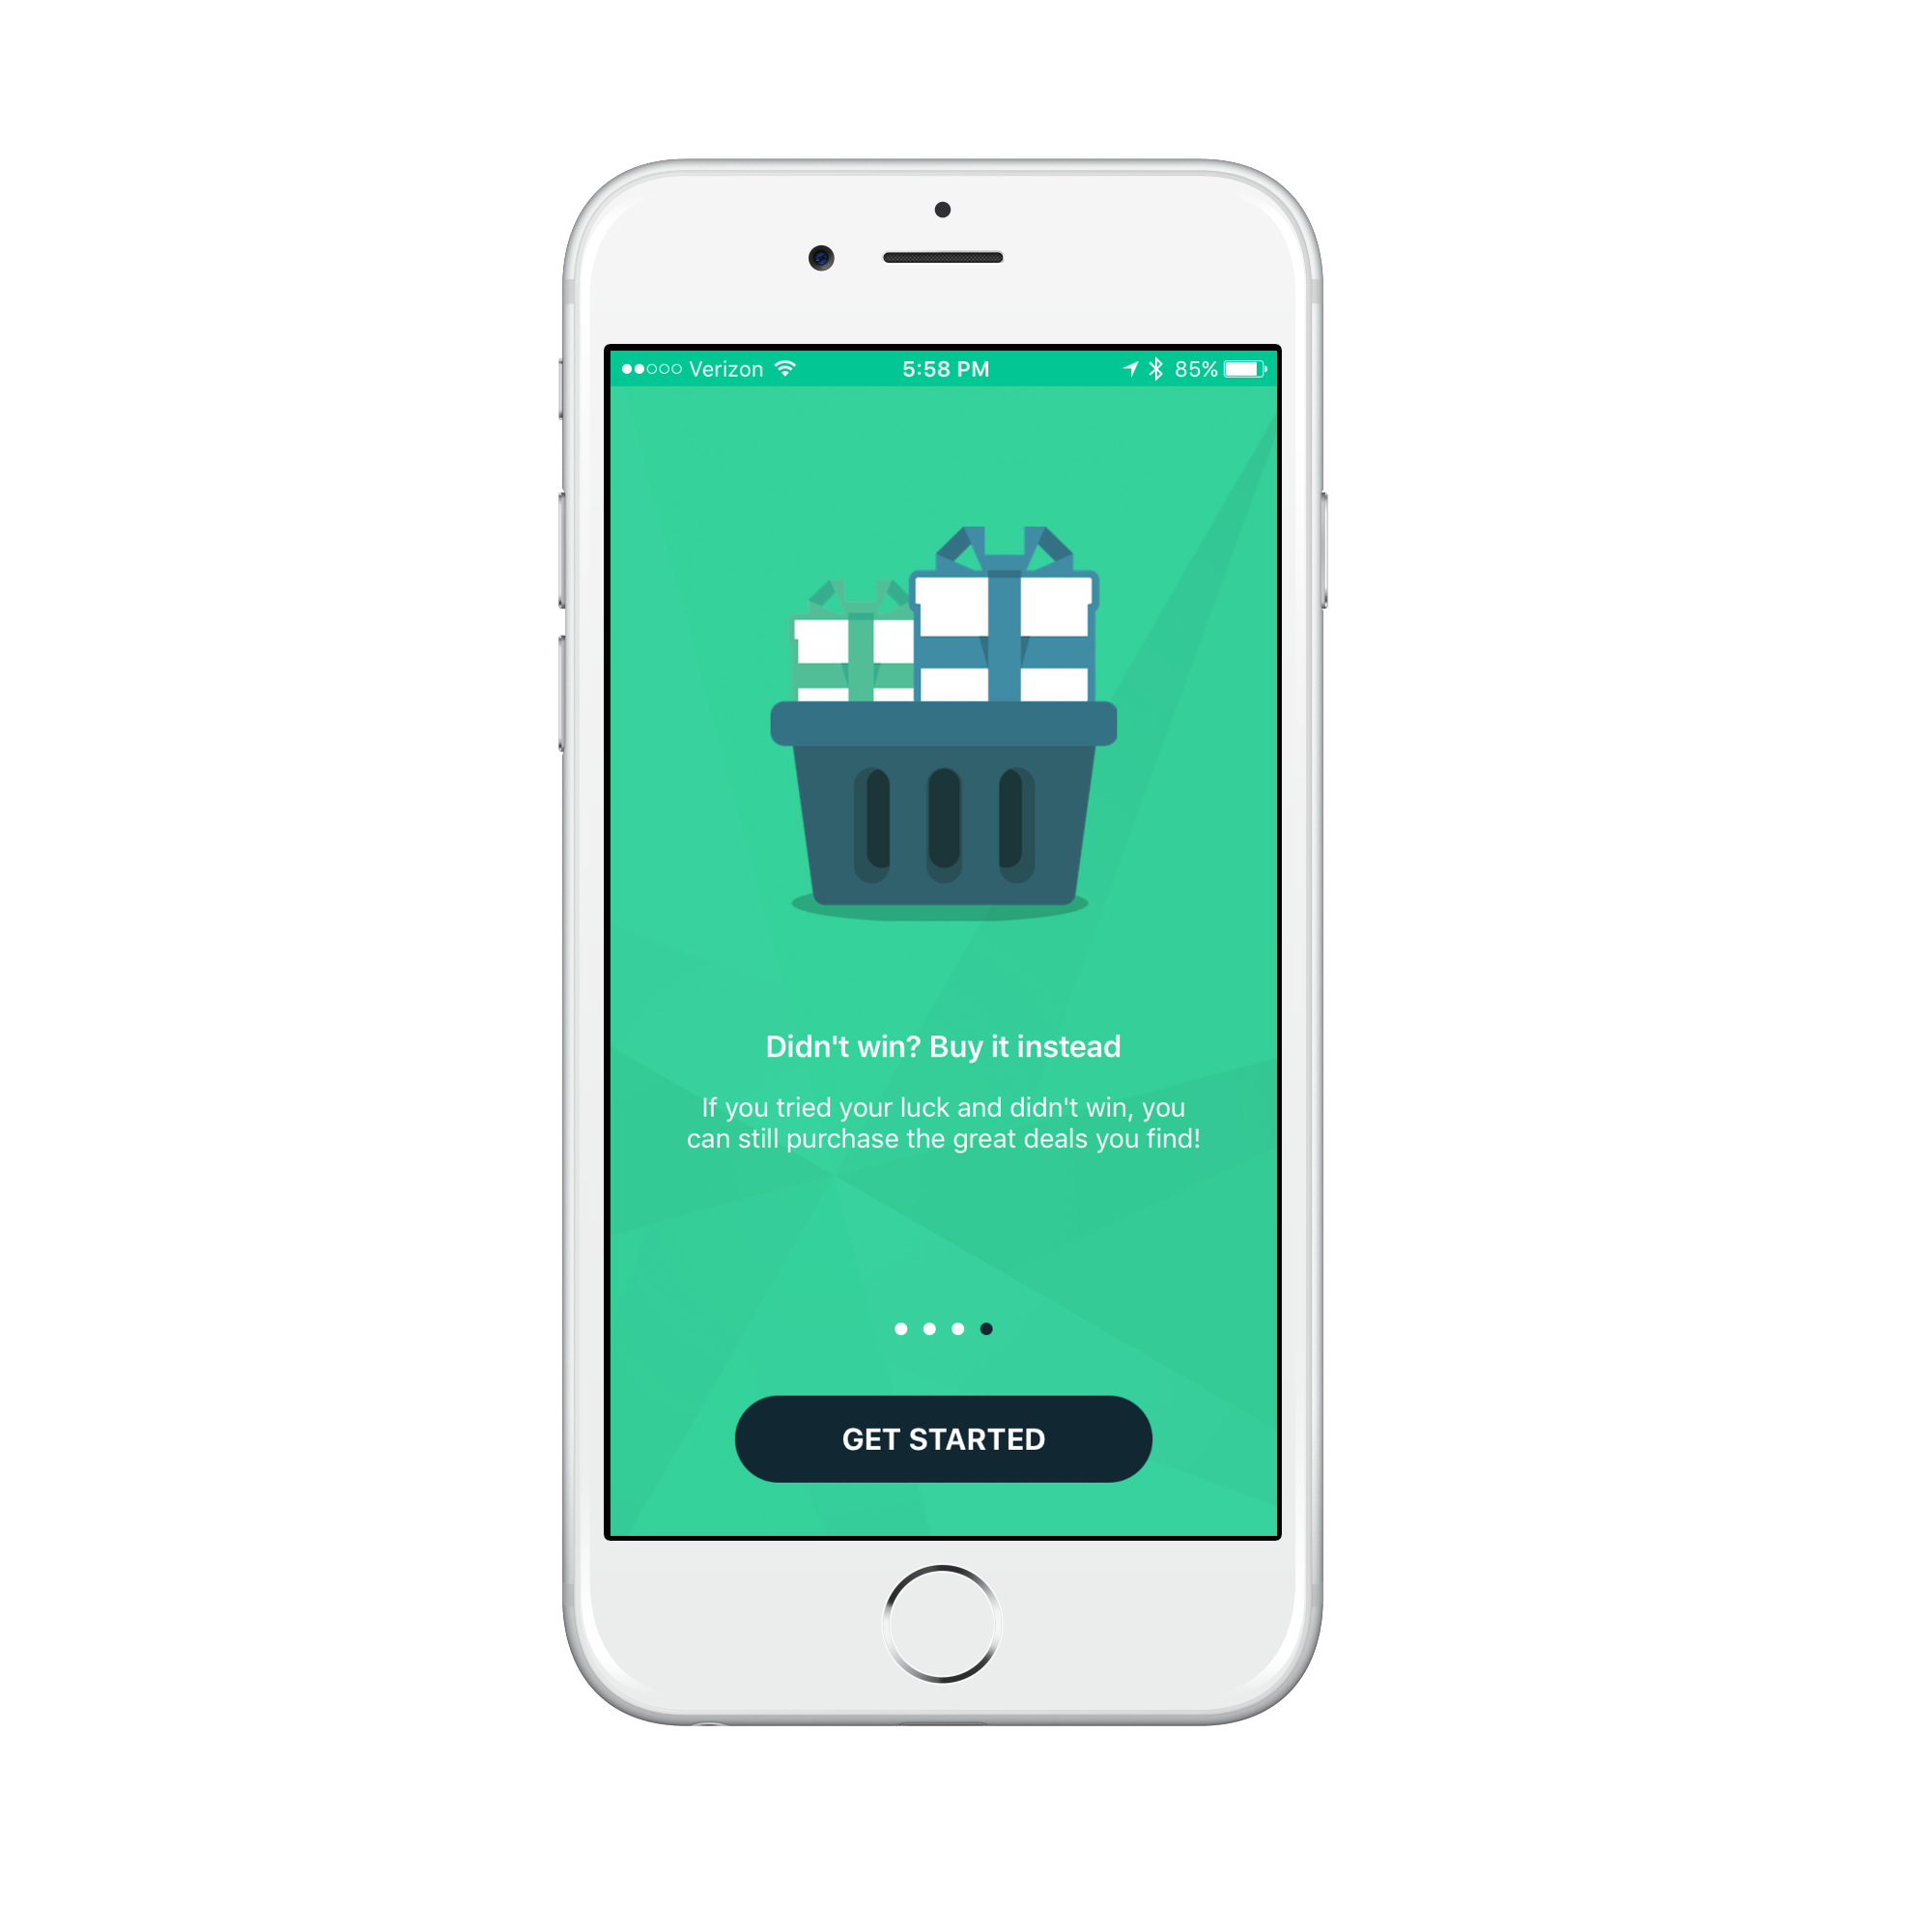 Verizon 5:58 PM 85%
Didn't win? Buy it instead
If you tried your luck and didn't win, you
can still purchase the great deals you find!
GET STARTED